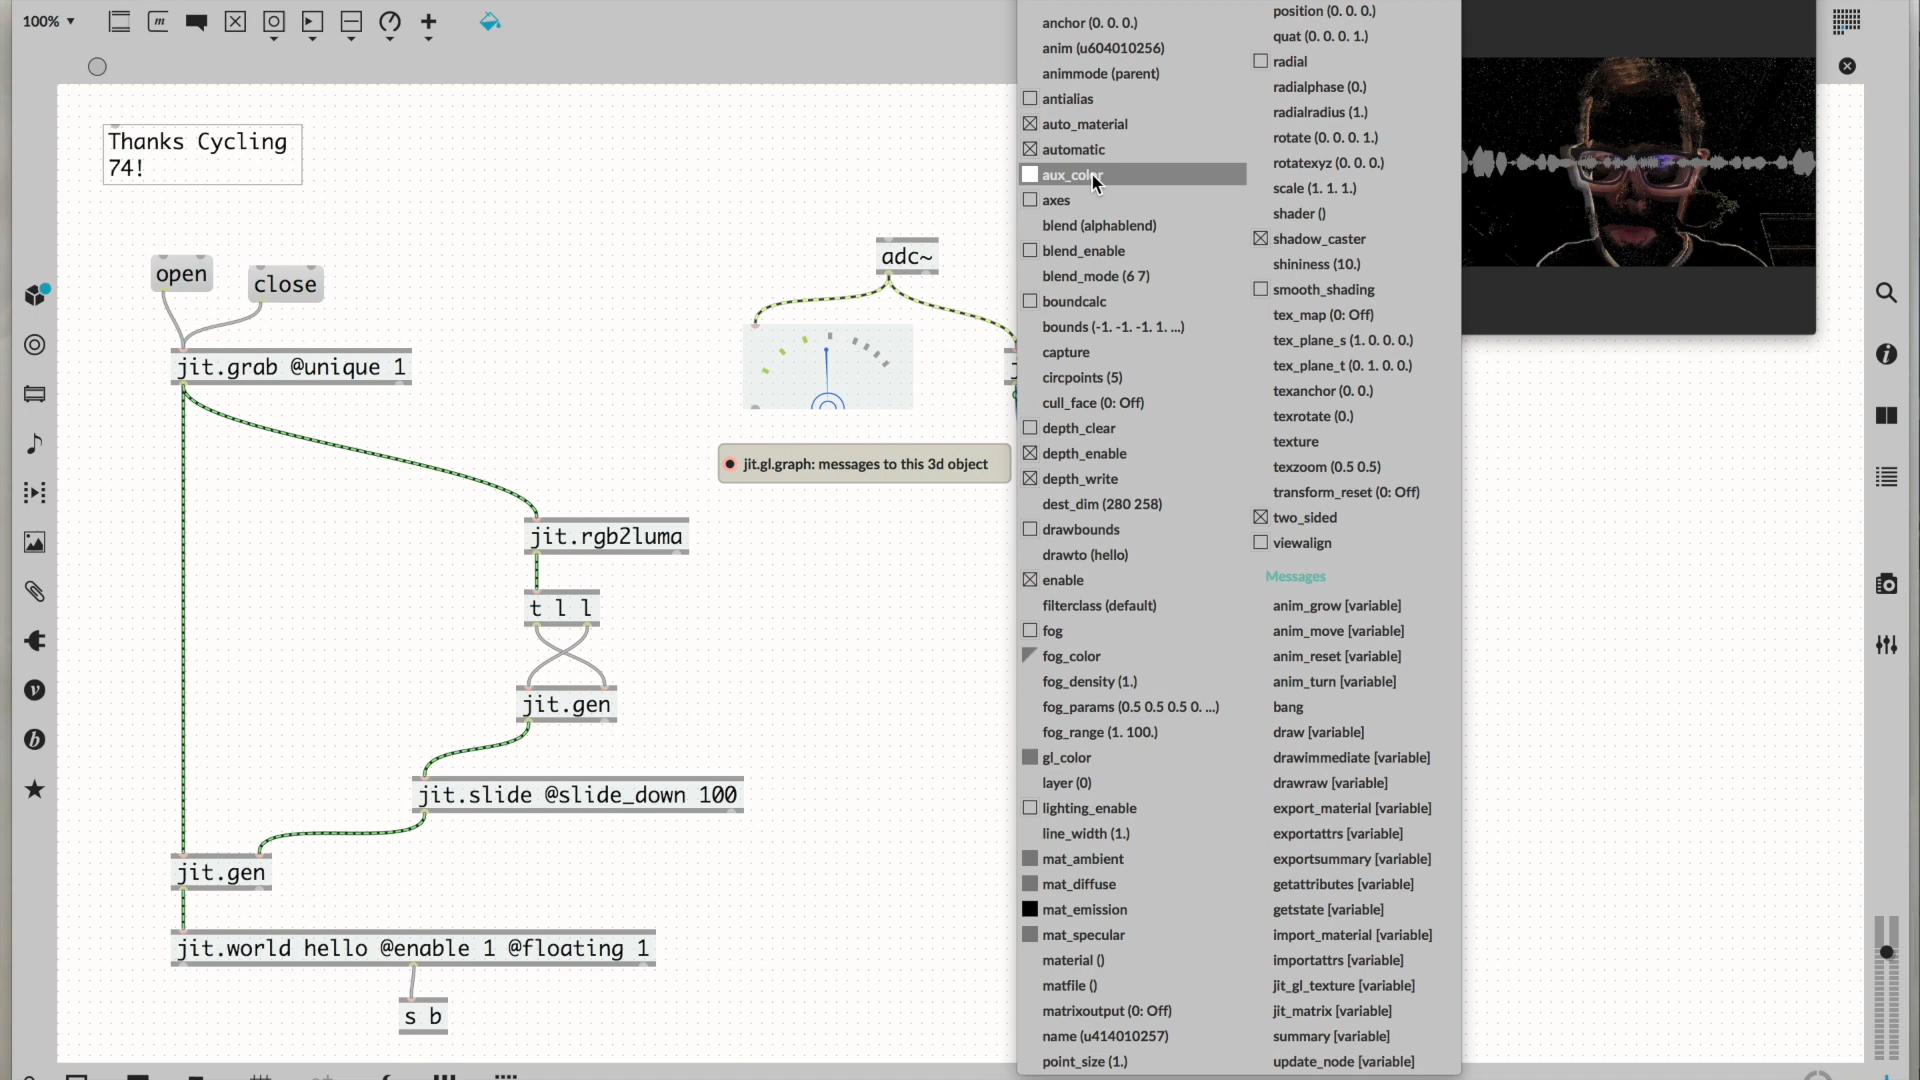 100%
Thanks Cycling
74!
open
close
jit.grab @unique 1
adc~
jit.gl.graph: messages to this 3d object
jit.rgb2luma
t l l
jit.gen
jit.slide @slide_down 100
jit.gen
jit.world hello @enable 1 @floating 1
s b
anchor (0. 0. 0.)
anim (u604010256)
animmode (parent)
antialias
auto_material
automatic
aux_color
axes
blend (alphablend)
blend_enable
blend_mode (6 7)
boundcalc
bounds (-1. -1. -1. 1. ...)
capture
circpoints (5)
cull_face (0: Off)
depth_clear
depth_enable
depth_write
dest_dim (280 258)
drawbounds
drawto (hello)
enable
filterclass (default)
fog
fog_color
fog_density (1.)
fog_params (0.5 0.5 0.5 0. ...)
fog_range (1. 100.)
gl_color
layer (0)
lighting_enable
line_width (1.)
mat_ambient
mat_diffuse
mat_emission
mat_specular
material ()
matfile ()
matrixoutput (0: Off)
name (u414010257)
point_size (1.)
position (0. 0. 0.)
quat (0. 0. 0. 1.)
radial
radialphase (0.)
radialradius (1.)
rotate (0. 0. 0. 1.)
rotatexyz (0. 0. 0.)
scale (1. 1. 1.)
shader ()
shadow_caster
shininess (10.)
smooth_shading
tex_map (0: Off)
tex_plane_s (1. 0. 0. 0.)
tex_plane_t (0. 1. 0. 0.)
texanchor (0. 0.)
texrotate (0.)
texture
texzoom (0.5 0.5)
transform_reset (0: Off)
two_sided
viewalign
Messages
anim_grow [variable]
anim_move [variable]
anim_reset [variable]
anim_turn [variable]
bang
draw [variable]
drawimmediate [variable]
drawraw [variable]
export_material [variable]
exportattrs [variable]
exportsummary [variable]
getattributes [variable]
getstate [variable]
import_material [variable]
importattrs [variable]
jit_gl_texture [variable]
jit_matrix [variable]
summary [variable]
update_node [variable]